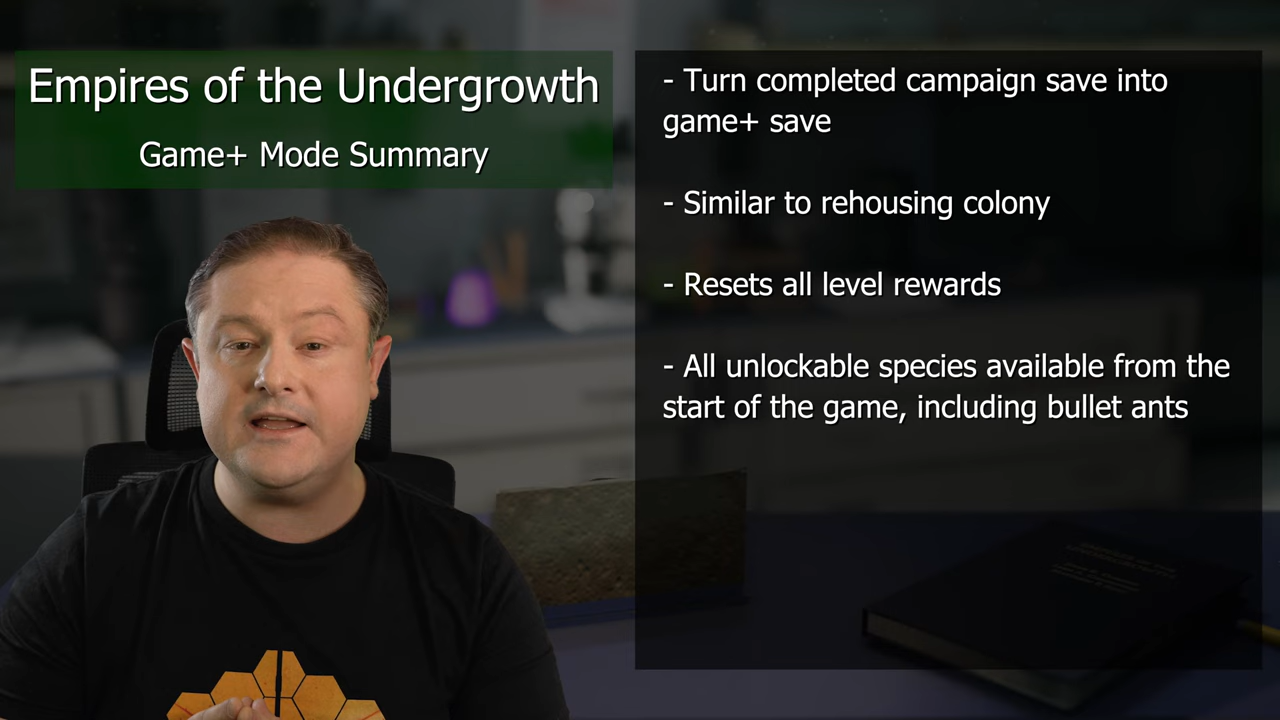 Empires of the Undergrowth
Game+ Mode Summary
- Turn completed campaign save into
game+ save
- Similar to rehousing colony
- Resets all level rewards
- All unlockable species available from the
start of the game, including bullet ants